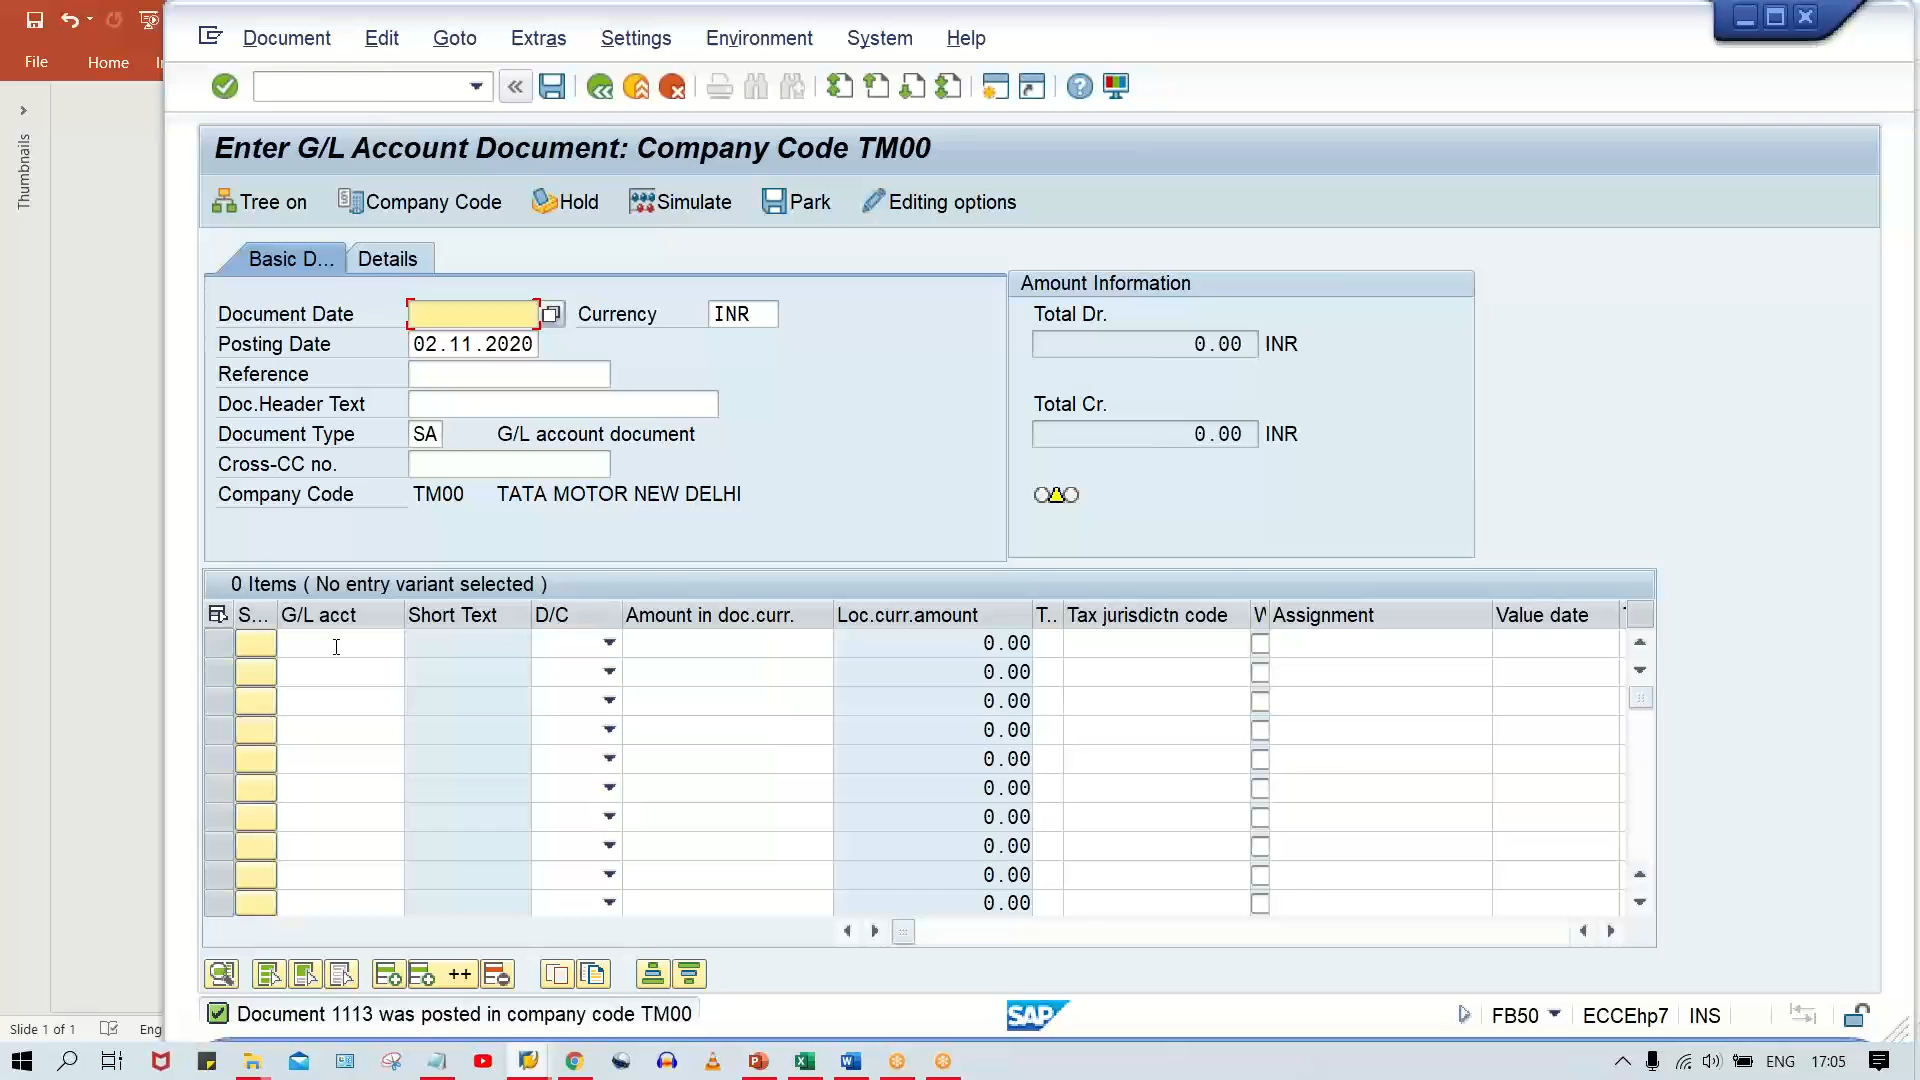 Document Edit Goto Extras Settings Environment System Help
File Home
Thumbnails
Enter G/L Account Document: Company Code TM00
Tree on Company Code Hold Simulate Park Editing options
Basic D... Details
Document Date Currency INR
Posting Date 02.11.2020
Reference
Doc.Header Text
Document Type SA G/L account document
Cross-CC no.
Company Code TM00 TATA MOTOR NEW DELHI
Amount Information
Total Dr.
0.00 INR
Total Cr.
0.00 INR
0 Items ( No entry variant selected )
S... G/L acct Short Text D/C Amount in doc.curr. Loc.curr.amount T.. Tax jurisdictn code W Assignment Value date
0.00
0.00
0.00
0.00
0.00
0.00
0.00
0.00
0.00
0.00
++
Document 1113 was posted in company code TM00
SAP
FB50 ECCEhp7 INS
Slide 1 of 1 Eng
ENG 17:05